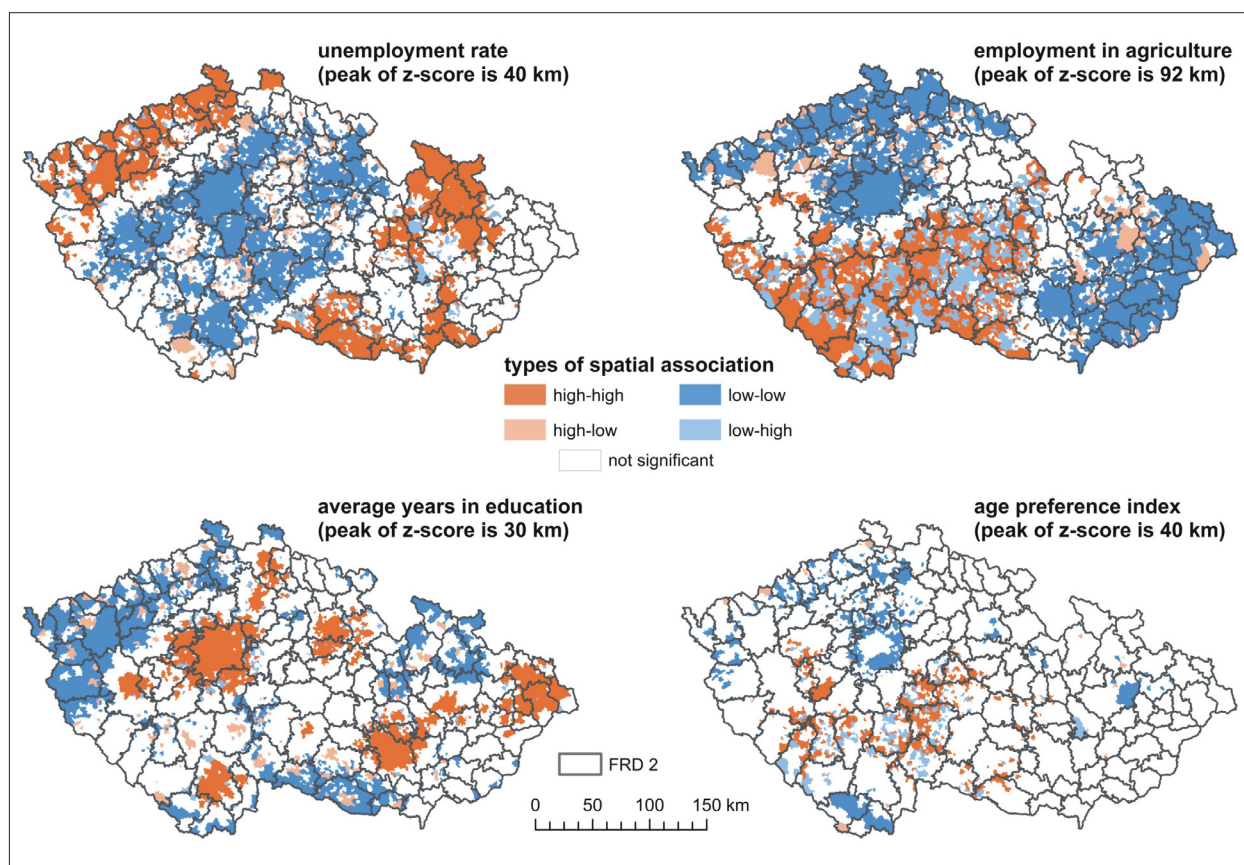 unemployment rate
(peak of z-score is 40 km)
employment in agriculture
(peak of z-score is 92 km)
types of spatial association
high-high
low-low
high-low
low-high
not significant
average years in education
(peak of z-score is 30 km)
age preference index
(peak of z-score is 40 km)
FRD 2
0 50 100 150 km